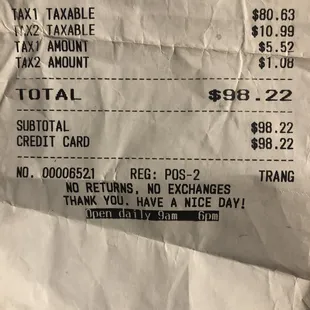 TAX1 TAXABLE $80.63
TAX2 TAXABLE $10.99
TAX1 AMOUNT $5.52
TAX2 AMOUNT $1.08
TOTAL $98.22
SUBTOTAL $98.22
CREDIT CARD $98.22
NO. 00006521 REG: POS-2 TRANG
NO RETURNS, NO EXCHANGES
THANK YOU. HAVE A NICE DAY!
Open daily 9am 6pm